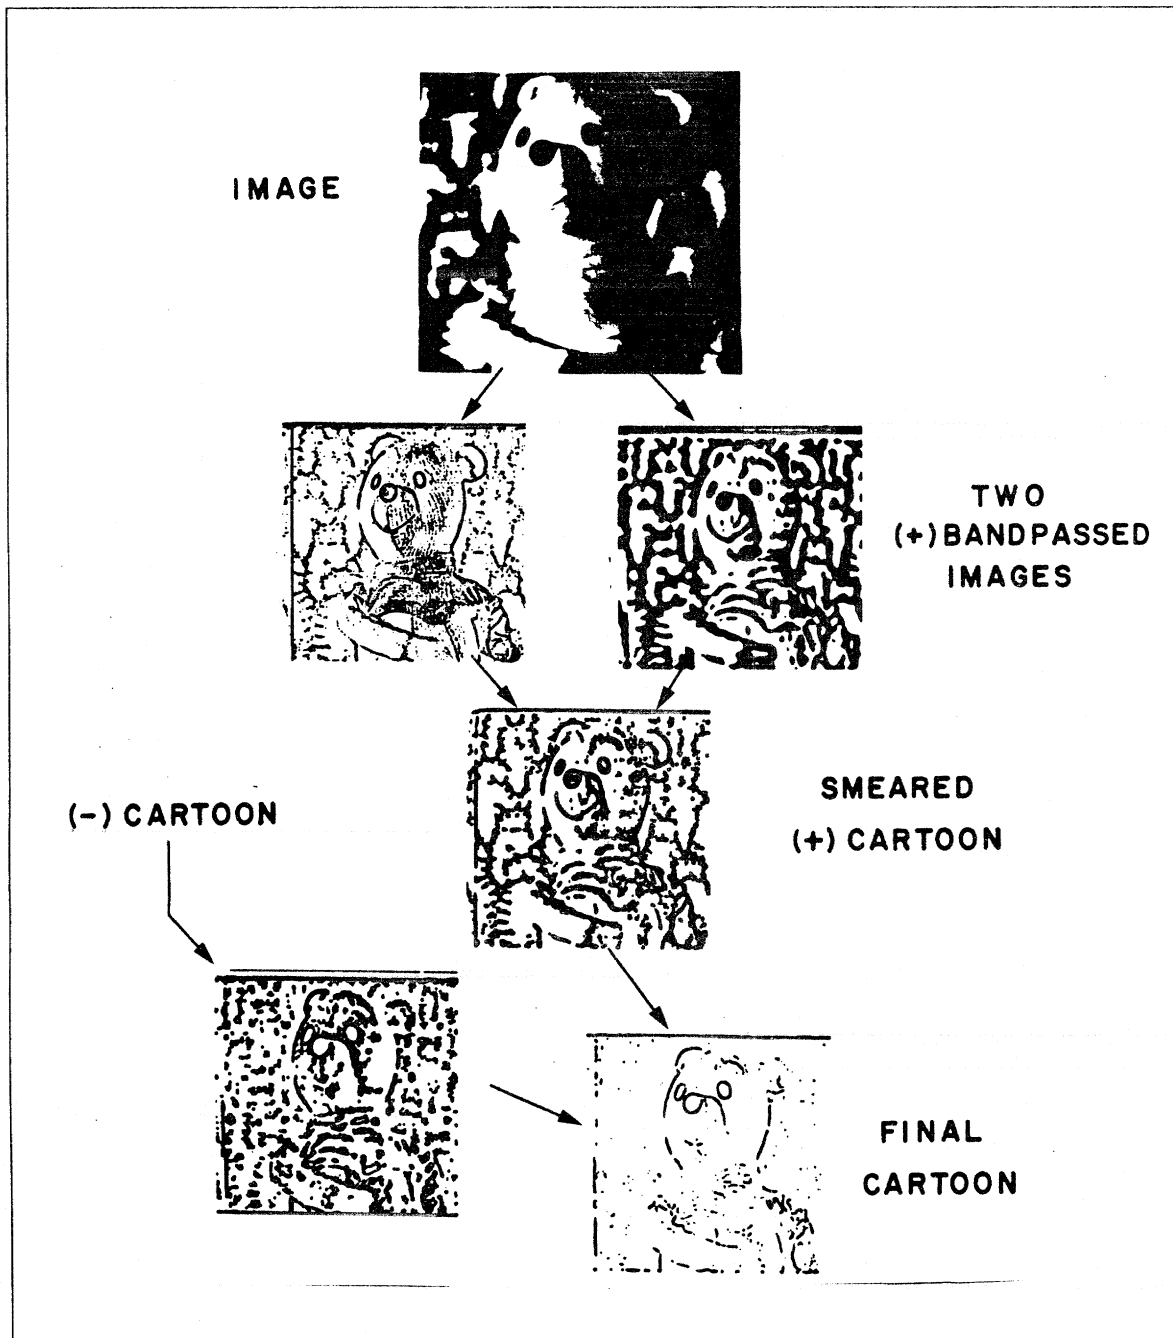 IMAGE
TWO
(+) BANDPASSED
IMAGES
SMEARED
(+) CARTOON
(-) CARTOON
FINAL
CARTOON